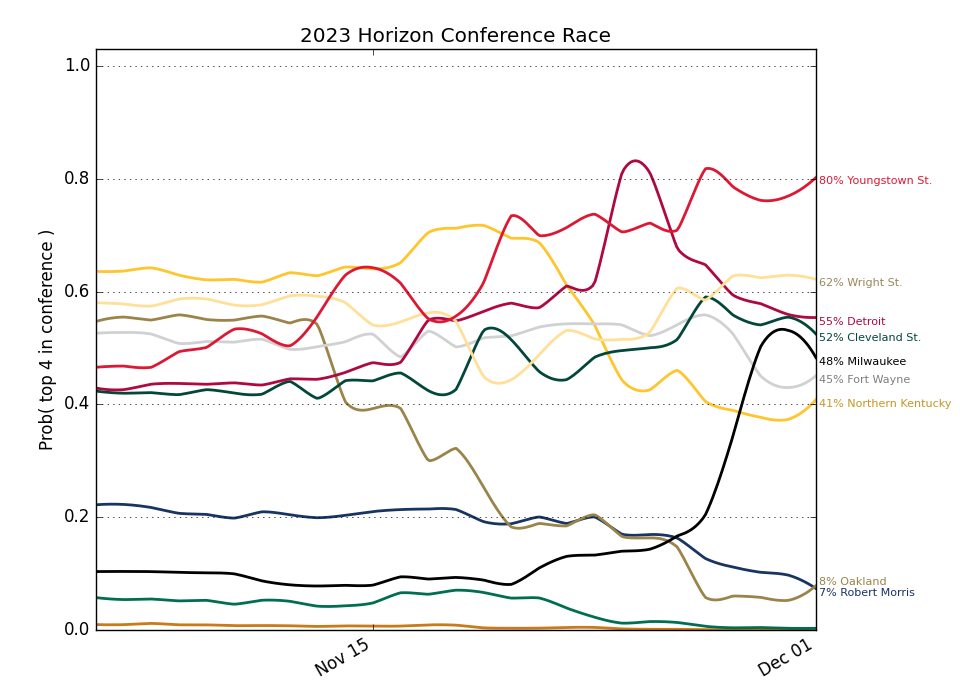 2023 Horizon Conference Race
Prob( top 4 in conference )
1.0
0.8
0.6
0.4
0.2
0.0
Nov 15
Dec 01
80% Youngstown St.
62% Wright St.
55% Detroit
52% Cleveland St.
48% Milwaukee
45% Fort Wayne
41% Northern Kentucky
8% Oakland
7% Robert Morris